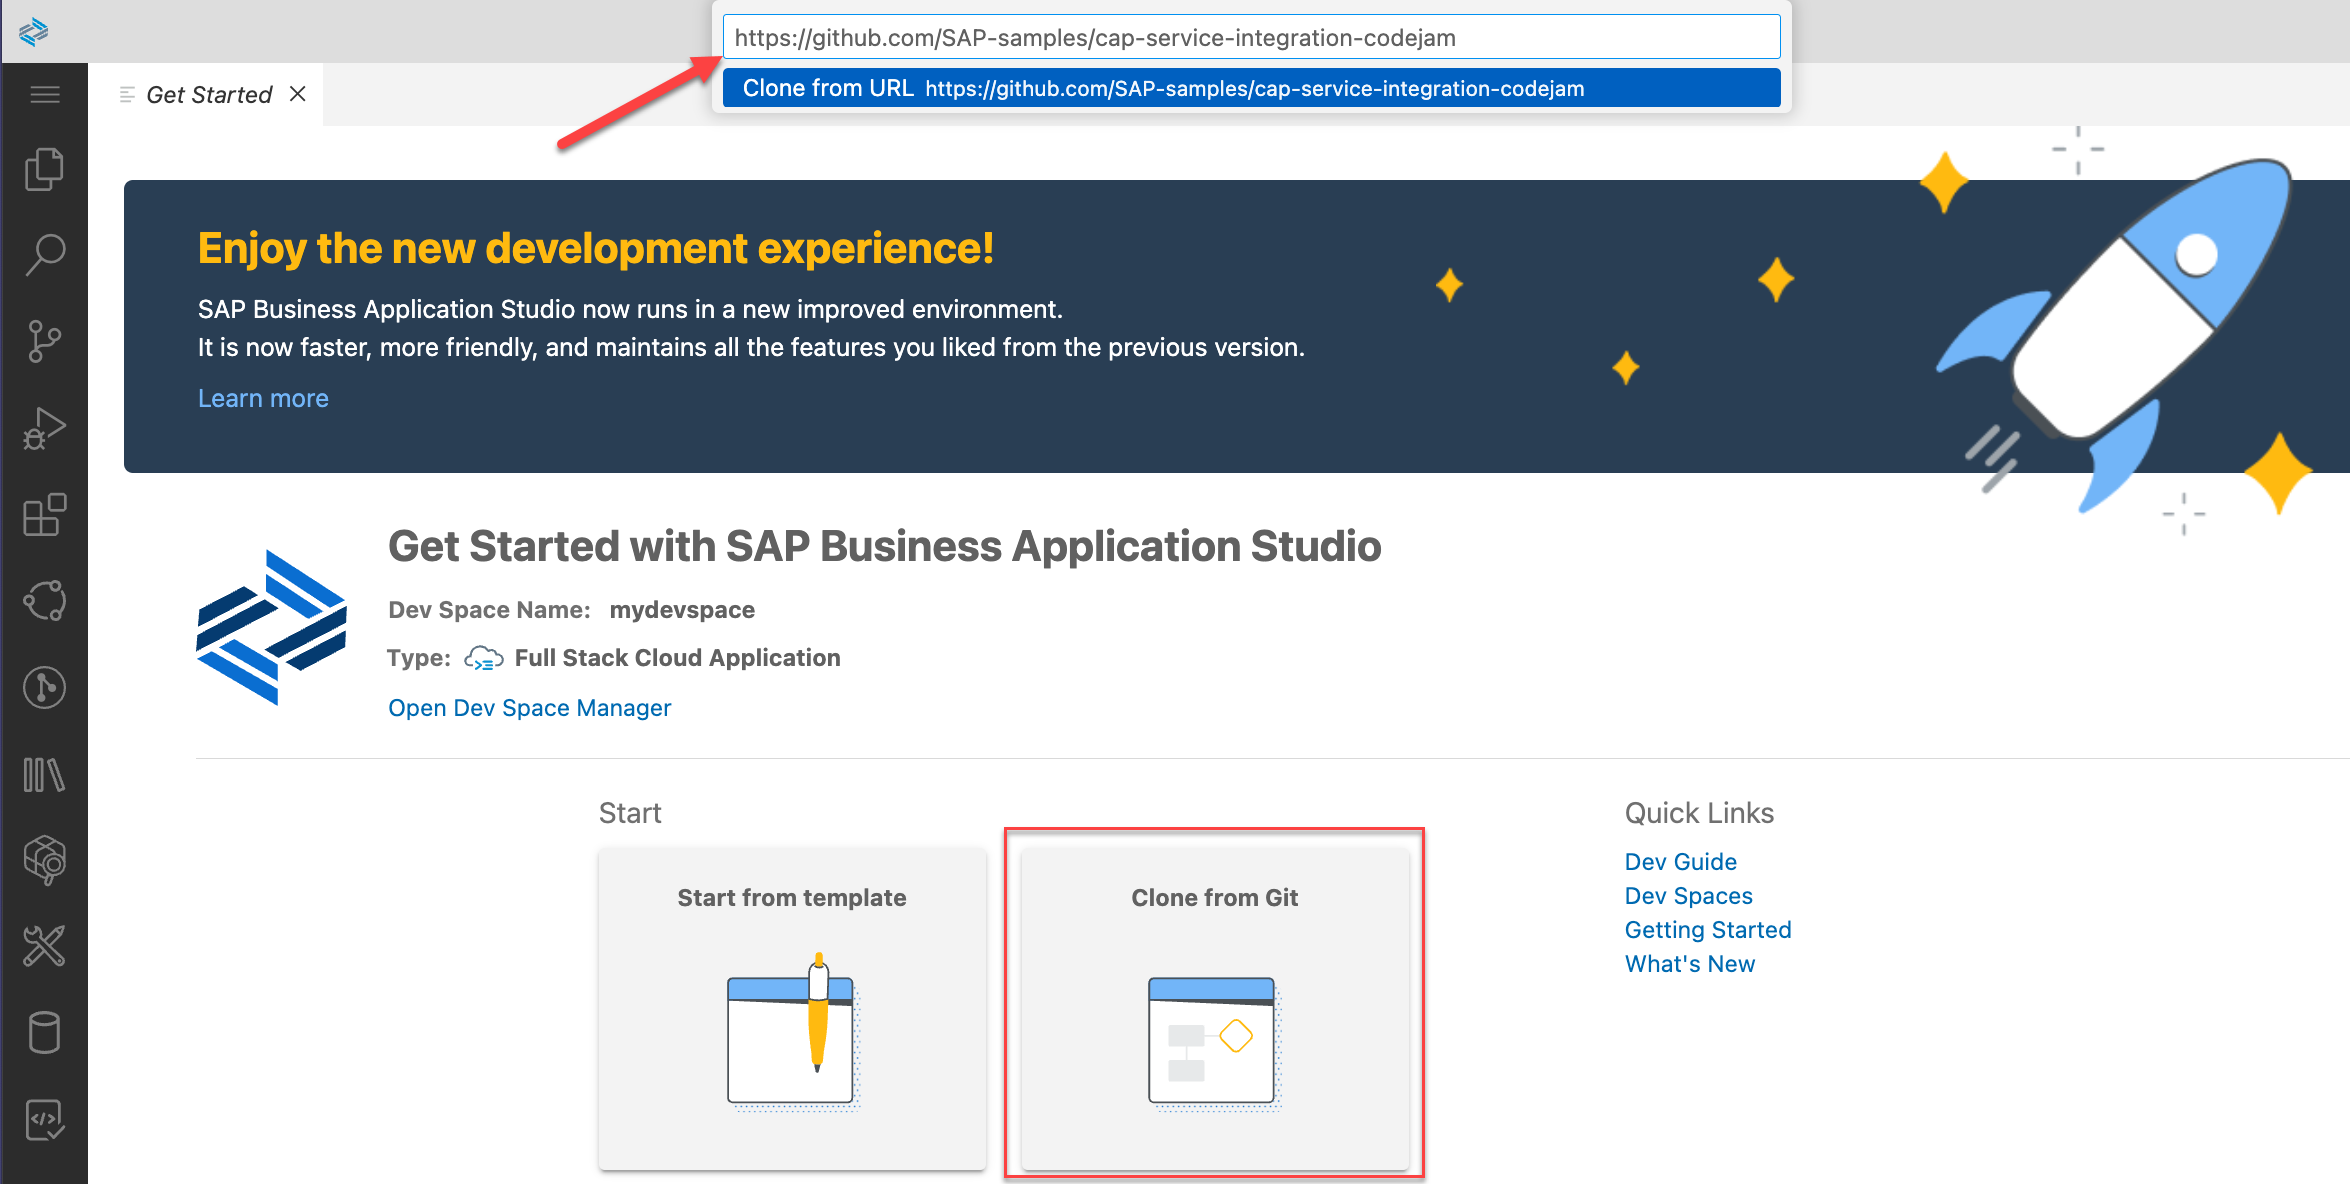 https://github.com/SAP-samples/cap-service-integration-codejam
Clone from URL https://github.com/SAP-samples/cap-service-integration-codejam
Get Started
Enjoy the new development experience!
SAP Business Application Studio now runs in a new improved environment.
It is now faster, more friendly, and maintains all the features you liked from the previous version.
Learn more
Get Started with SAP Business Application Studio
Dev Space Name: mydevspace
Type: Full Stack Cloud Application
Open Dev Space Manager
Start
Start from template
Clone from Git
Quick Links
Dev Guide
Dev Spaces
Getting Started
What's New